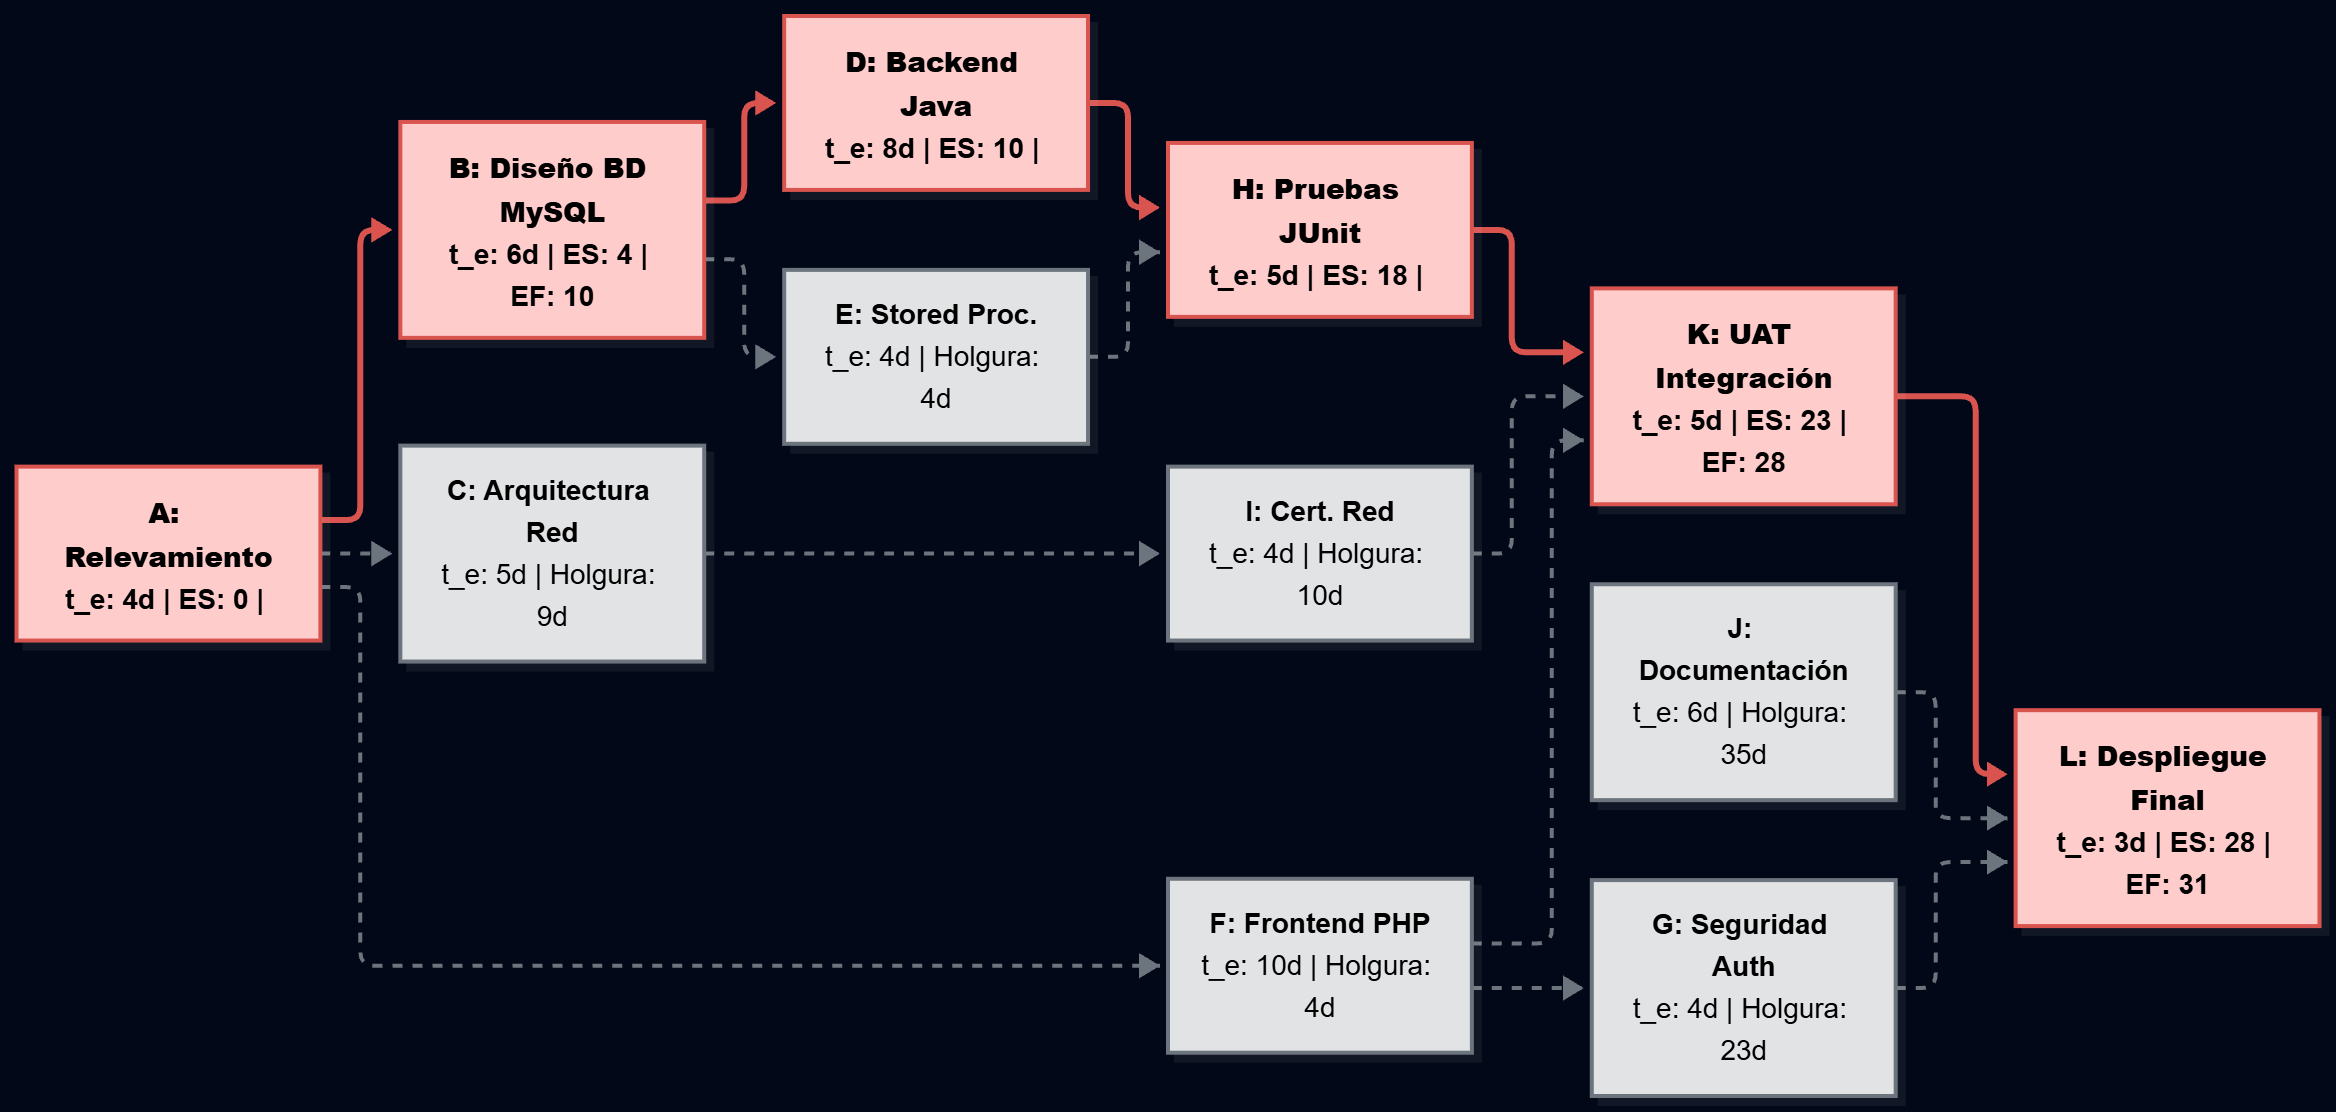 A:
Relevamiento
t_e: 4d | ES: 0 |
B: Diseño BD
MySQL
t_e: 6d | ES: 4 |
EF: 10
C: Arquitectura
Red
t_e: 5d | Holgura:
9d
D: Backend
Java
t_e: 8d | ES: 10 |
E: Stored Proc.
t_e: 4d | Holgura:
4d
H: Pruebas
JUnit
t_e: 5d | ES: 18 |
I: Cert. Red
t_e: 4d | Holgura:
10d
F: Frontend PHP
t_e: 10d | Holgura:
4d
K: UAT
Integración
t_e: 5d | ES: 23 |
EF: 28
J:
Documentación
t_e: 6d | Holgura:
35d
G: Seguridad
Auth
t_e: 4d | Holgura:
23d
L: Despliegue
Final
t_e: 3d | ES: 28 |
EF: 31